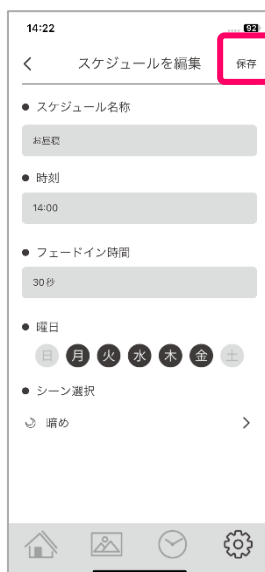 14:22
92
スケジュールを編集
保存
● スケジュール名称
お昼寝
● 時刻
14:00
● フェードイン時間
30秒
● 曜日
日 月 火 水 木 金 土
● シーン選択
暗め